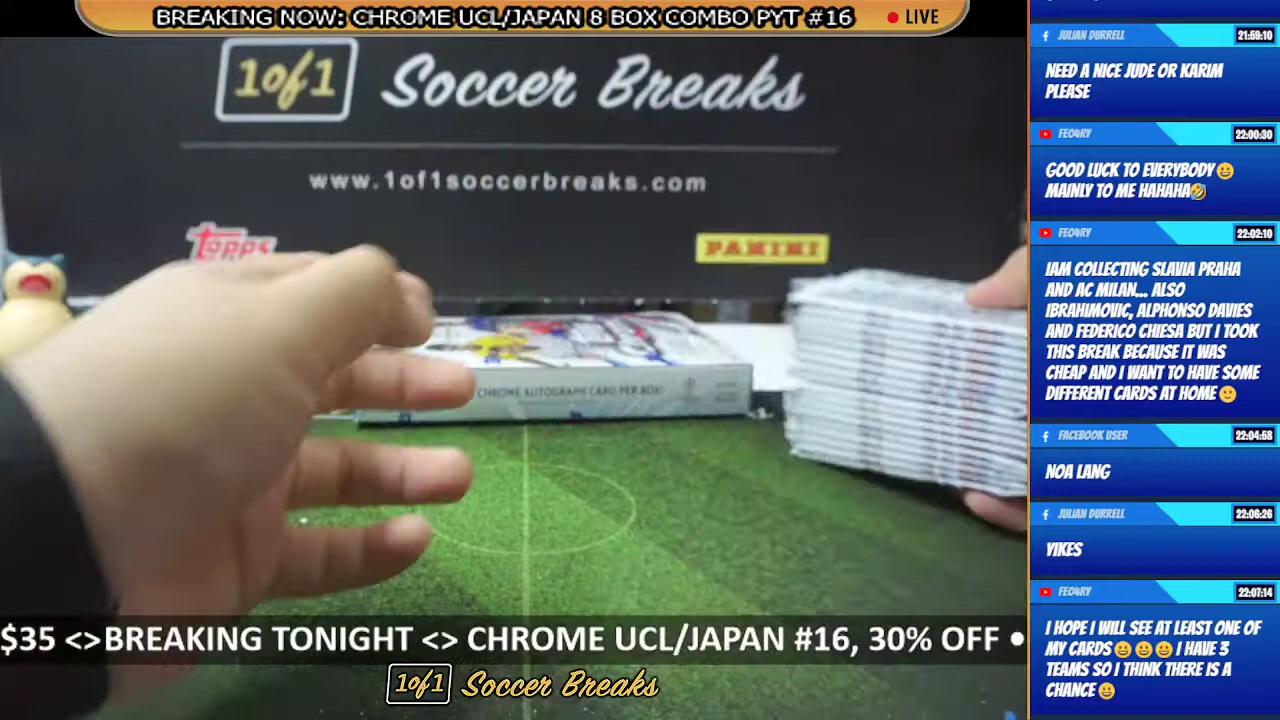 BREAKING NOW: CHROME UCL/JAPAN 8 BOX COMBO PYT #16
LIVE
1of1 Soccer Breaks
www.1of1soccerbreaks.com
TOPPS
PANINI
CHROME AUTOGRAPH CARD PER BOX!
$35 <>BREAKING TONIGHT <> CHROME UCL/JAPAN #16, 30% OFF •
1of1 Soccer Breaks
JULIAN DURRELL
21:59:10
NEED A NICE JUDE OR KARIM
PLEASE
FEO4RY
22:00:30
GOOD LUCK TO EVERYBODY😀
MAINLY TO ME HAHAHA🤣
FEO4RY
22:02:10
IAM COLLECTING SLAVIA PRAHA
AND AC MILAN... ALSO
IBRAHIMOVIC, ALPHONSO DAVIES
AND FEDERICO CHIESA BUT I TOOK
THIS BREAK BECAUSE IT WAS
CHEAP AND I WANT TO HAVE SOME
DIFFERENT CARDS AT HOME🙂
FACEBOOK USER
22:04:58
NOA LANG
JULIAN DURRELL
22:06:26
YIKES
FEO4RY
22:07:14
I HOPE I WILL SEE AT LEAST ONE OF
MY CARDS😀😀😀 I HAVE 3
TEAMS SO I THINK THERE IS A
CHANCE😀